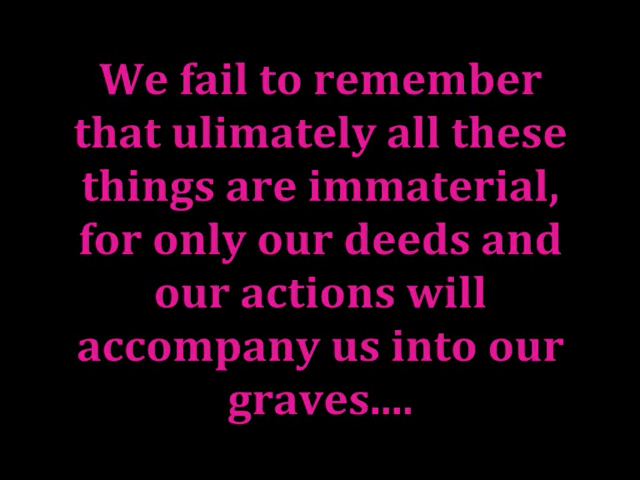 We fail to remember
that ulimately all these
things are immaterial,
for only our deeds and
our actions will
accompany us into our
graves....